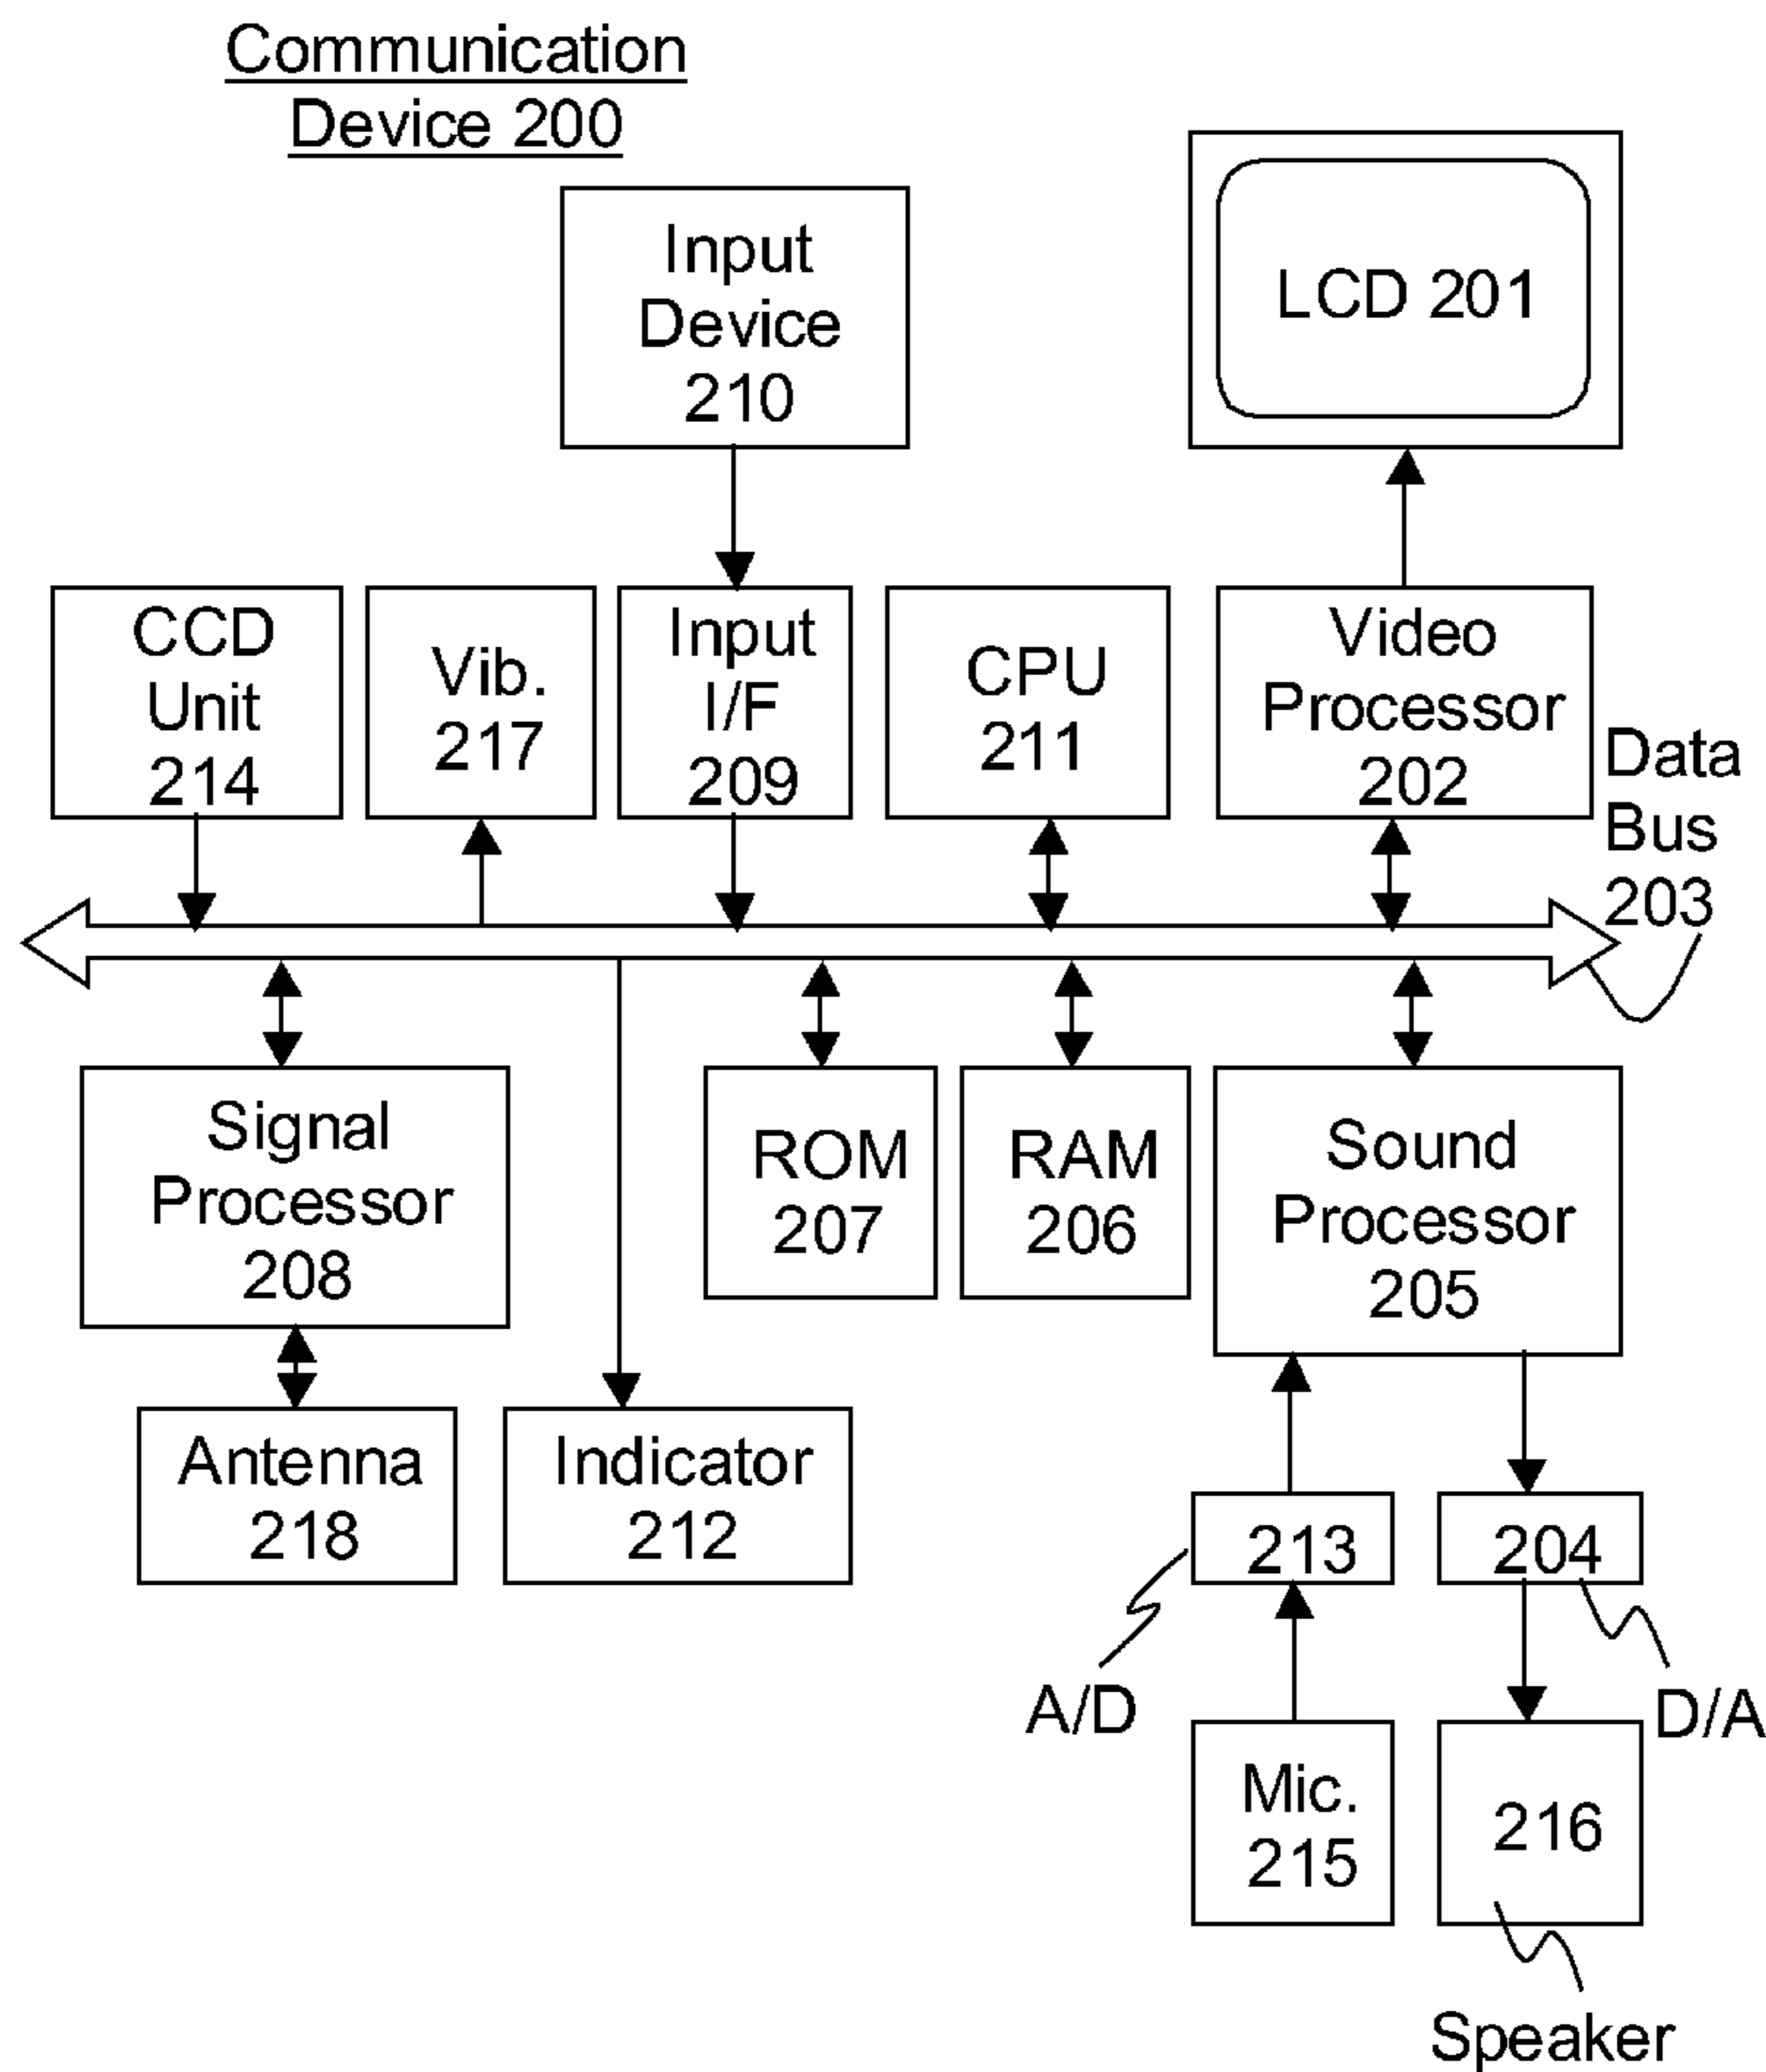 Communication
Device 200
Input
Device
210
LCD 201
CCD
Unit
214
Vib.
217
Input
I/F
209
CPU
211
Video
Processor
202
Data
Bus
203
Signal
Processor
208
ROM
207
RAM
206
Sound
Processor
205
Antenna
218
Indicator
212
213
204
A/D
D/A
Mic.
215
216
Speaker